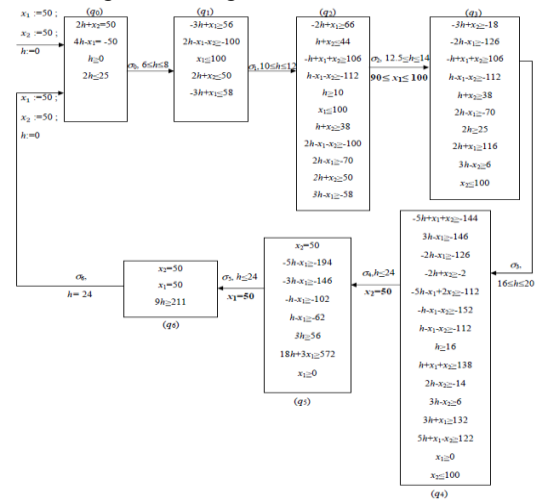 x₁ :=50 ;
x₂ :=50 ;
h:=0
(q₀)
2h+x₂=50
4h-x₁= -50
h≥0
2h≤25
σ₀, 6≤h≤8
(q₁)
-3h+x₁≥56
2h-x₁-x₂≥-100
x₁≤100
2h+x₂≤50
-3h+x₁≤58
σ₁,10≤h≤12
(q₂)
-2h+x₁≥66
h+x₂≤44
-h+x₁+x₂≤106
h-x₁-x₂≥-112
h≥10
x₁≤100
h+x₂≥38
2h-x₁-x₂≥-100
2h-x₁≥-70
2h+x₂≥50
3h-x₁≥-58
σ₂, 12.5≤h≤14
90≤ x₁≤ 100
(q₃)
-3h+x₂≥-18
-2h-x₁≥-126
-h+x₁+x₂≥106
h-x₁-x₂≥-112
h+x₂≥38
2h-x₁≥-70
2h≥25
2h+x₁≥116
3h-x₂≥6
x₂≤100
σ₃,
16≤h≤20
x₁ :=50 ;
x₂ :=50 ;
h:=0
-5h+x₁+x₂≥-144
3h-x₁≥-146
-2h-x₁≥-126
-2h+x₂≥-2
-5h-x₁+2x₂≥-112
-h-x₁-x₂≥-152
h-x₁-x₂≥-112
h≥16
h+x₁+x₂≥138
2h-x₂≥-14
3h-x₂≥6
3h+x₁≥132
5h+x₁-x₂≥122
x₁≥0
x₂≤100
(q₄)
σ₄,h≤24
x₂=50
x₂=50
-5h-x₁≥-194
-3h-x₁≥-146
-h-x₁≥-102
h-x₁≥-62
3h≥56
18h+3x₁≥572
x₁≥0
(q₅)
σ₅, h≤24
x₁=50
x₂=50
x₁=50
9h≥211
(q₆)
σ₆,
h= 24